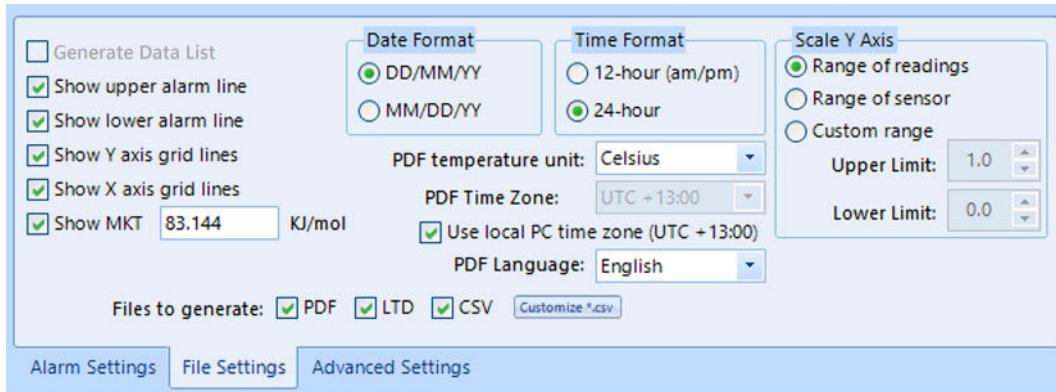 Generate Data List
Show upper alarm line
Show lower alarm line
Show Y axis grid lines
Show X axis grid lines
Show MKT 83.144 KJ/mol
Date Format
DD/MM/YY
MM/DD/YY
Time Format
12-hour (am/pm)
24-hour
PDF temperature unit: Celsius
PDF Time Zone: UTC +13:00
Use local PC time zone (UTC +13:00)
PDF Language: English
Scale Y Axis
Range of readings
Range of sensor
Custom range
Upper Limit: 1.0
Lower Limit: 0.0
Files to generate: PDF LTD CSV Customize *.csv
Alarm Settings File Settings Advanced Settings